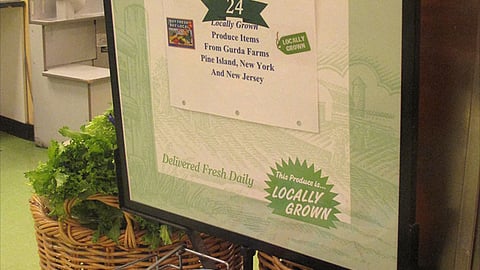 24
Locally Grown
Produce Items
From Gurda Farms
Pine Island, New York
And New Jersey
LOCALLY
GROWN
Delivered Fresh Daily
This Produce is...
LOCALLY
GROWN